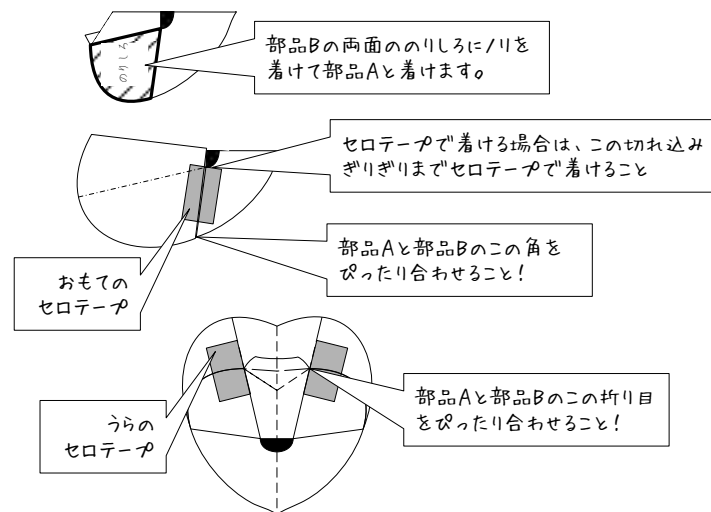 のりしろ
部品Bの両面ののりしろにノリを
着けて部品Aと着けます。
セロテープで着ける場合は、この切れ込み
ぎりぎりまでセロテープで着けること
部品Aと部品Bのこの角を
ぴったり合わせること!
おもての
セロテープ
部品Aと部品Bのこの折り目
をぴったり合わせること!
うらの
セロテープ